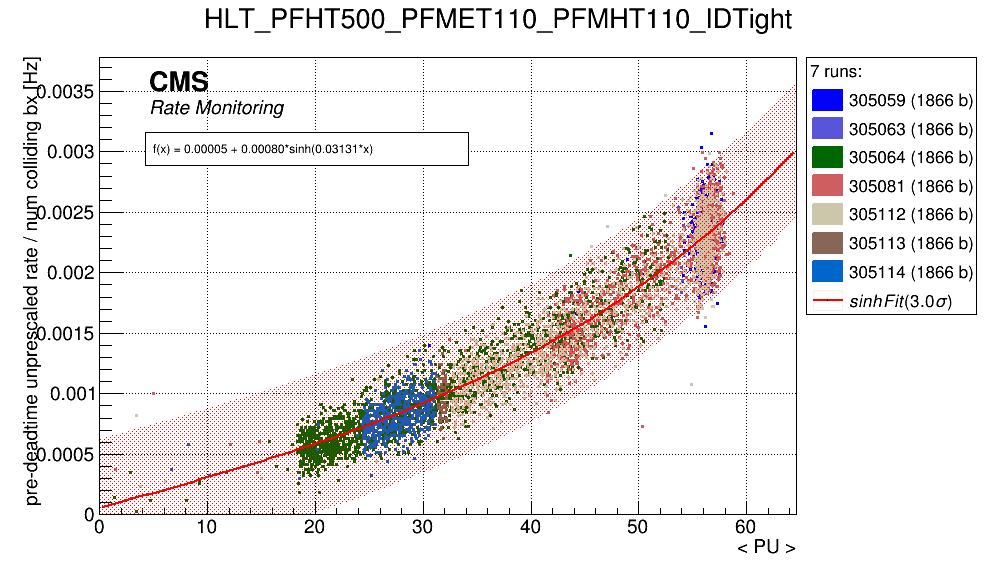 HLT_PFHT500_PFMET110_PFMHT110_IDTight
pre-deadtime unprescaled rate / num colliding bx [Hz]
CMS
Rate Monitoring
f(x) = 0.00005 + 0.00080*sinh(0.03131*x)
0.0035
0.003
0.0025
0.002
0.0015
0.001
0.0005
0
0 10 20 30 40 50 60
< PU >
7 runs:
305059 (1866 b)
305063 (1866 b)
305064 (1866 b)
305081 (1866 b)
305112 (1866 b)
305113 (1866 b)
305114 (1866 b)
sinhFit(3.0σ)